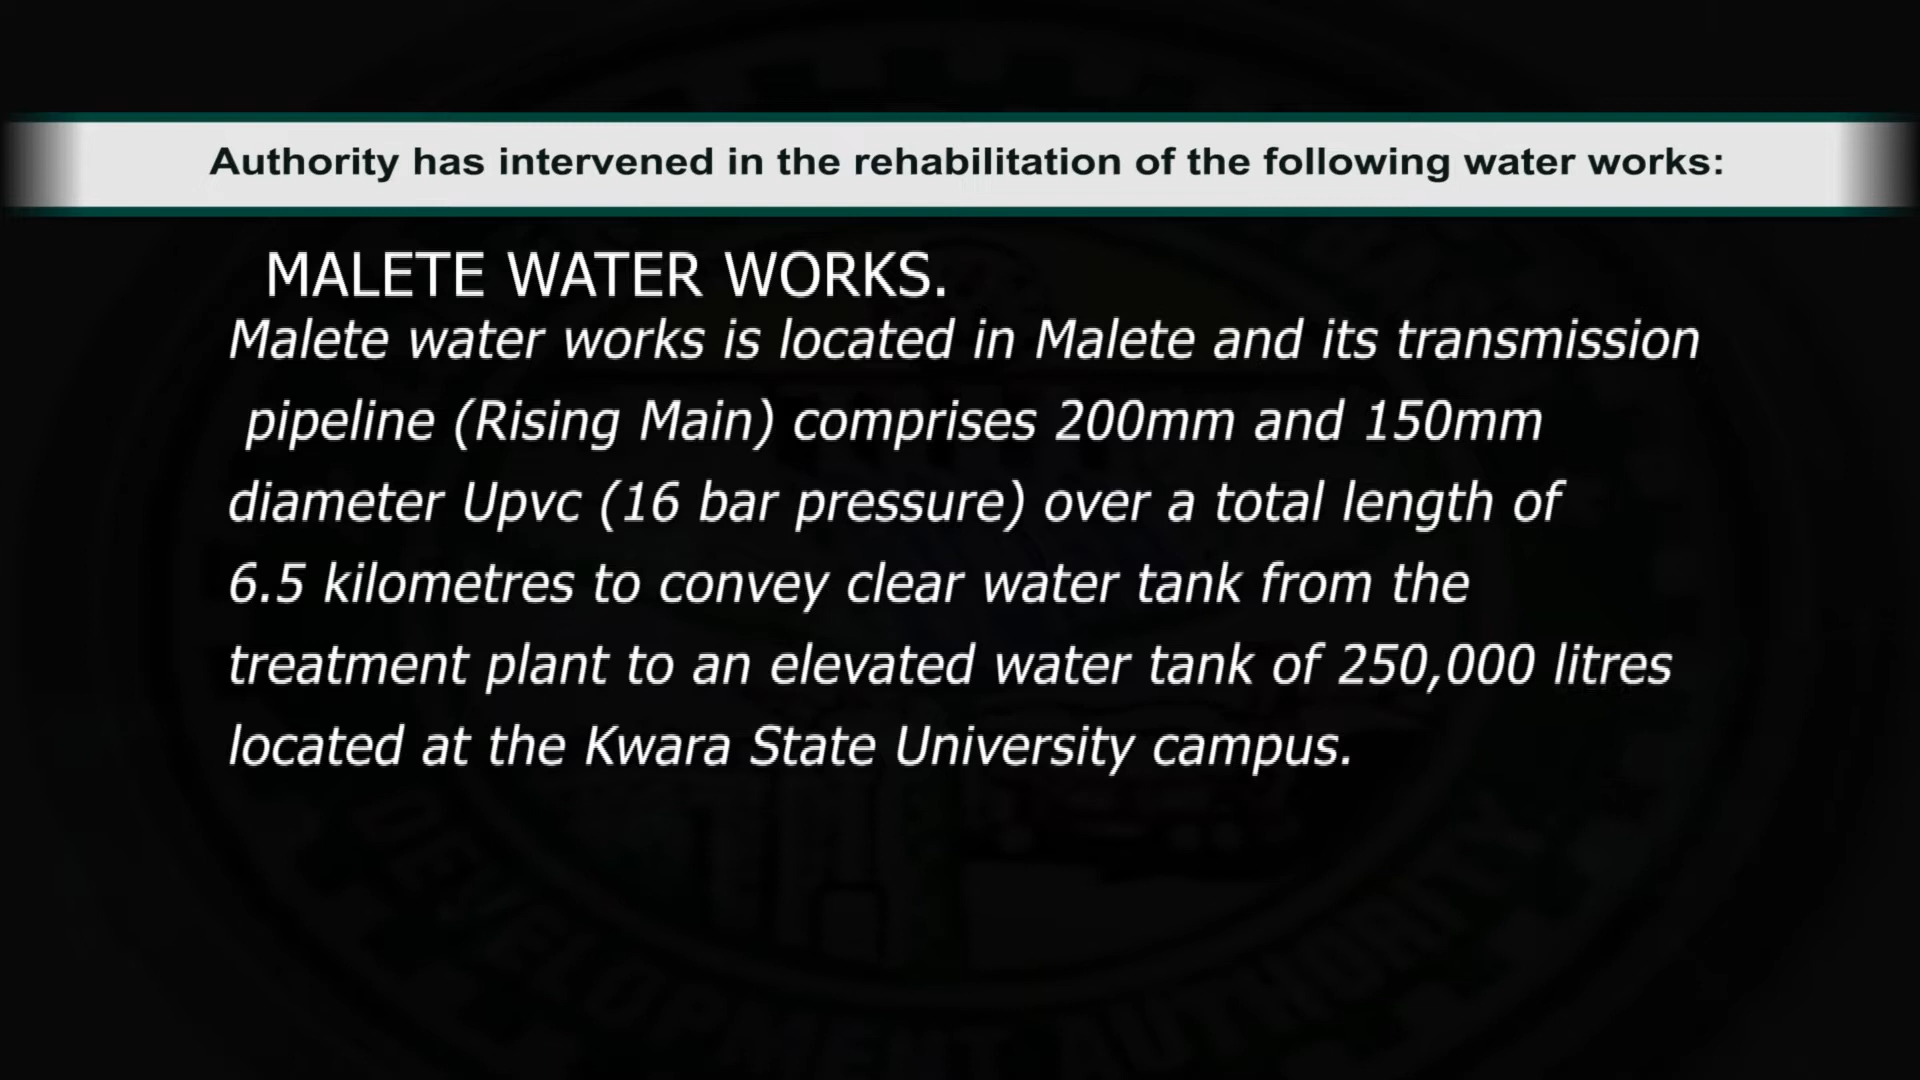 Authority has intervened in the rehabilitation of the following water works:
MALETE WATER WORKS.
Malete water works is located in Malete and its transmission
pipeline (Rising Main) comprises 200mm and 150mm
diameter Upvc (16 bar pressure) over a total length of
6.5 kilometres to convey clear water tank from the
treatment plant to an elevated water tank of 250,000 litres
located at the Kwara State University campus.
DEVELOPMENT AUTHORITY